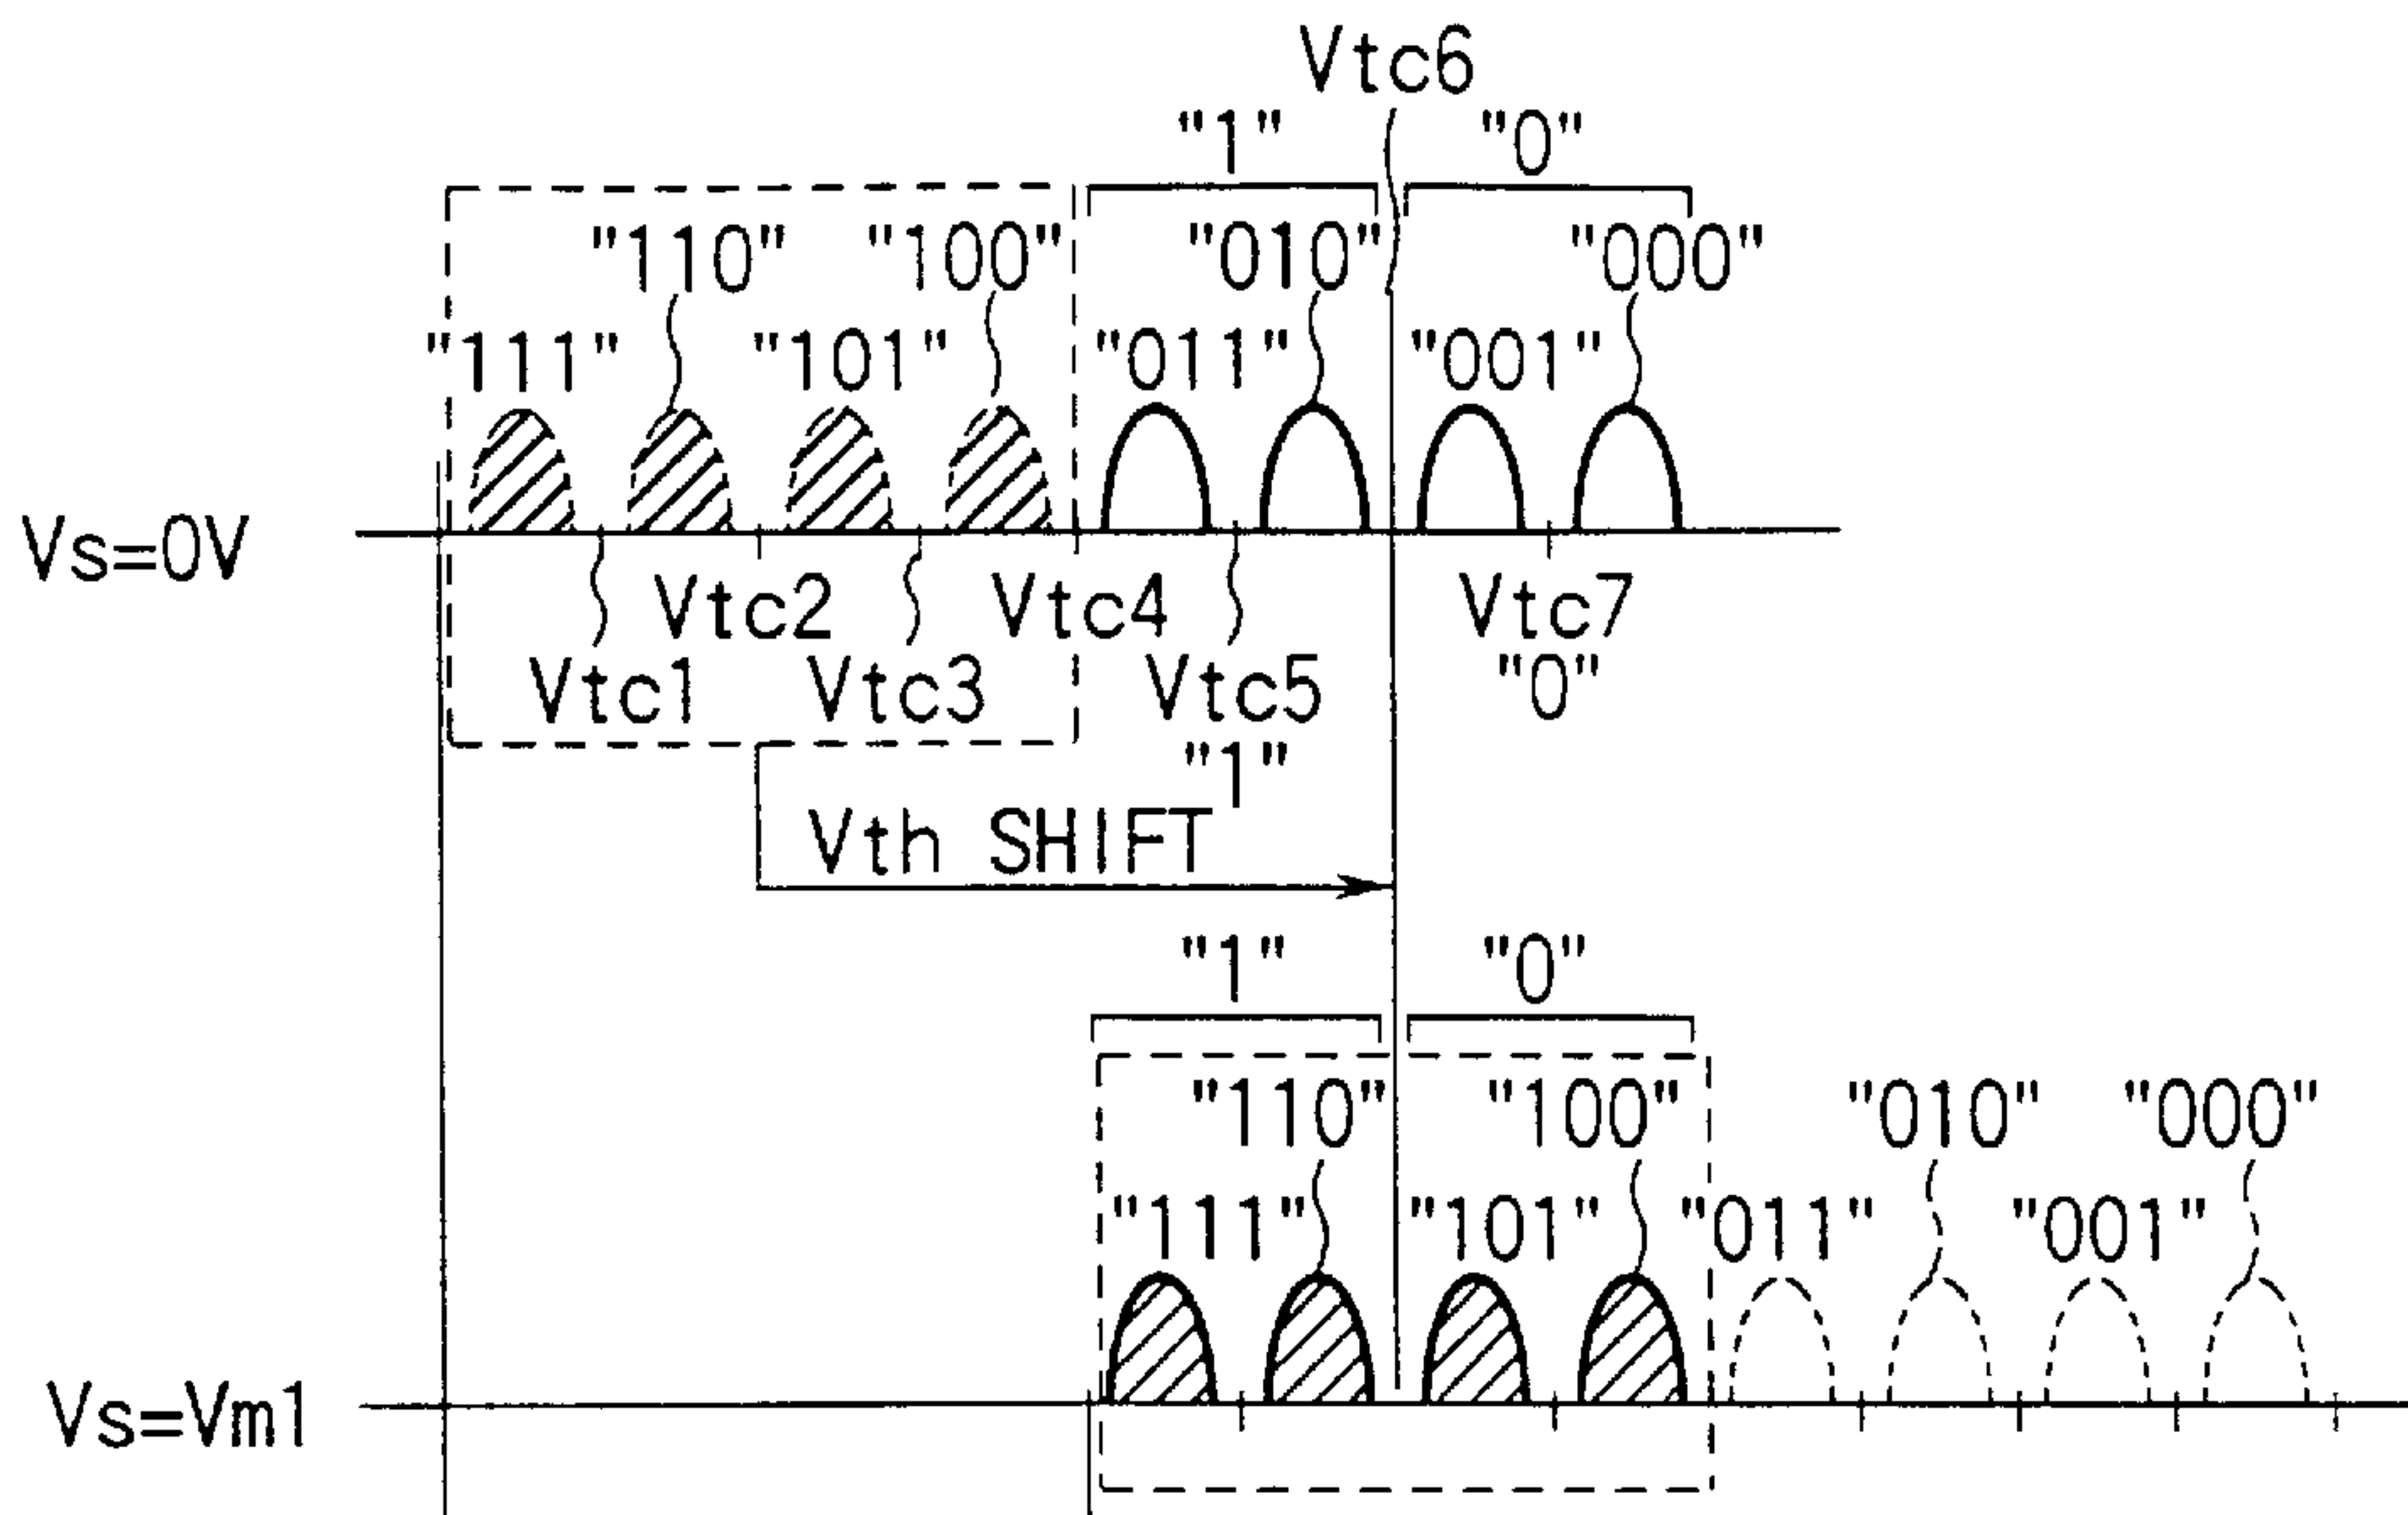 Vtc6
"1" "0"
"110" "100" "010" "000"
"111" "101" "011" "001"
Vs=0V
Vtc2 Vtc4 Vtc7
Vtc1 Vtc3 Vtc5 "0"
"1"
Vth SHIFT
"1" "0"
"110" "100" "010" "000"
"111" "101" "011" "001"
Vs=Vm1